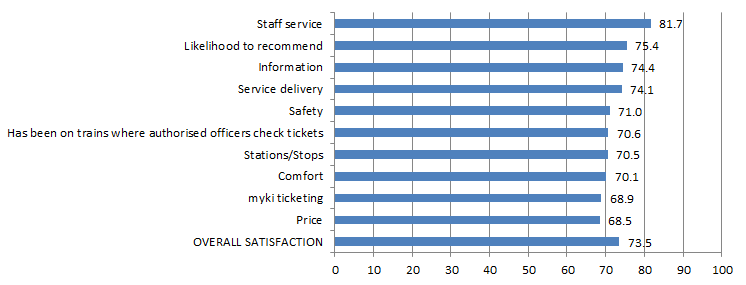 Staff service 81.7
Likelihood to recommend 75.4
Information 74.4
Service delivery 74.1
Safety 71.0
Has been on trains where authorised officers check tickets 70.6
Stations/Stops 70.5
Comfort 70.1
myki ticketing 68.9
Price 68.5
OVERALL SATISFACTION 73.5
0 10 20 30 40 50 60 70 80 90 100